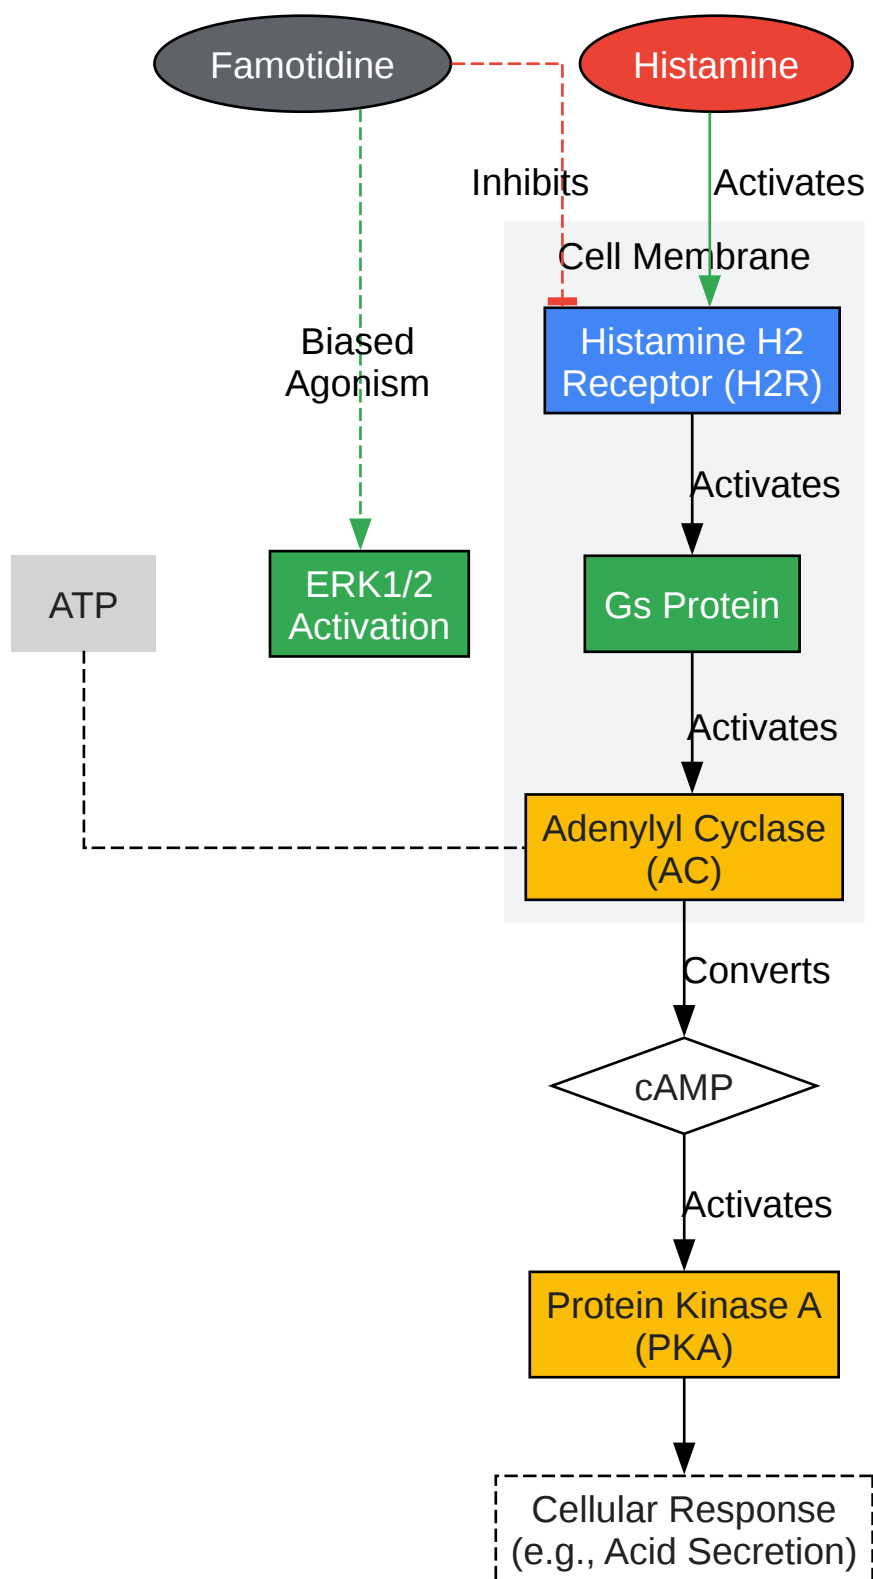 Famotidine
Histamine
Inhibits
Activates
Cell Membrane
Histamine H2
Receptor (H2R)
Biased
Agonism
Activates
ATP
ERK1/2
Activation
Gs Protein
Activates
Adenylyl Cyclase
(AC)
Converts
cAMP
Activates
Protein Kinase A
(PKA)
Cellular Response
(e.g., Acid Secretion)